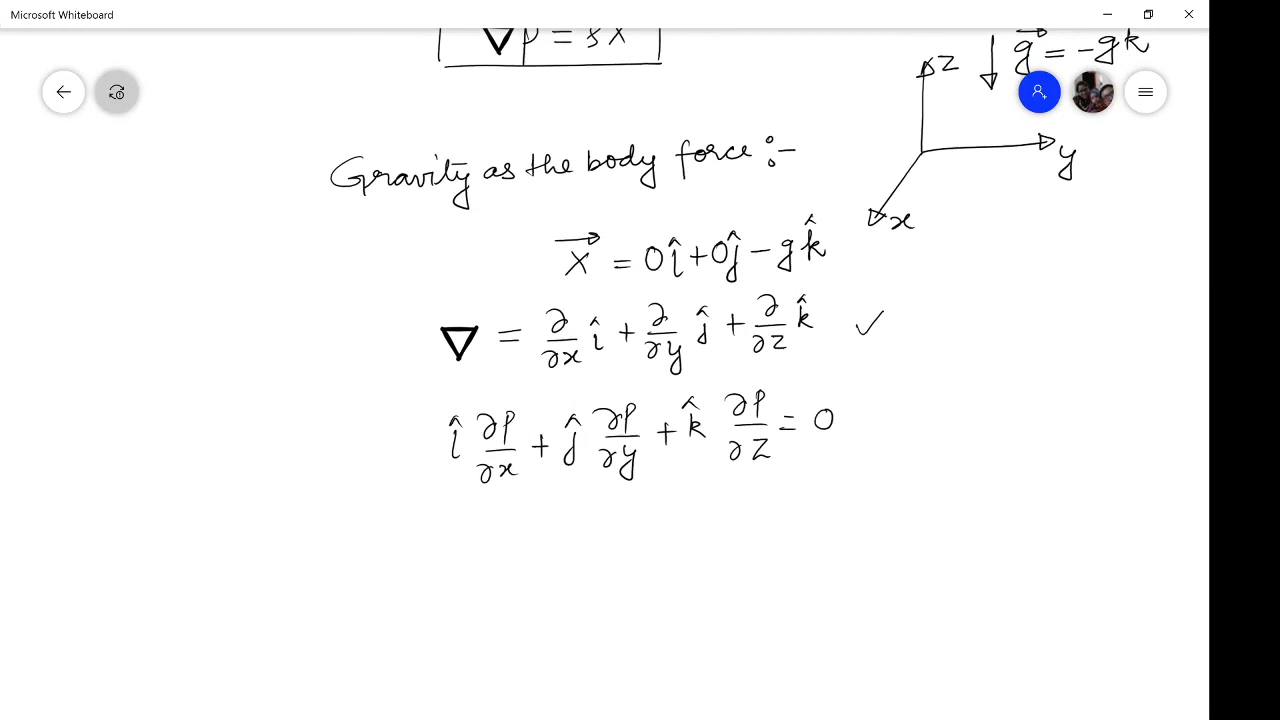 Microsoft Whiteboard
∇p = ρX
g⃗ = -gk
z
y
x
Gravity as the body force :-
X⃗ = 0î + 0ĵ - gk̂
∇ = ∂/∂x î + ∂/∂y ĵ + ∂/∂z k̂ ✓
î ∂p/∂x + ĵ ∂p/∂y + k̂ ∂p/∂z = 0